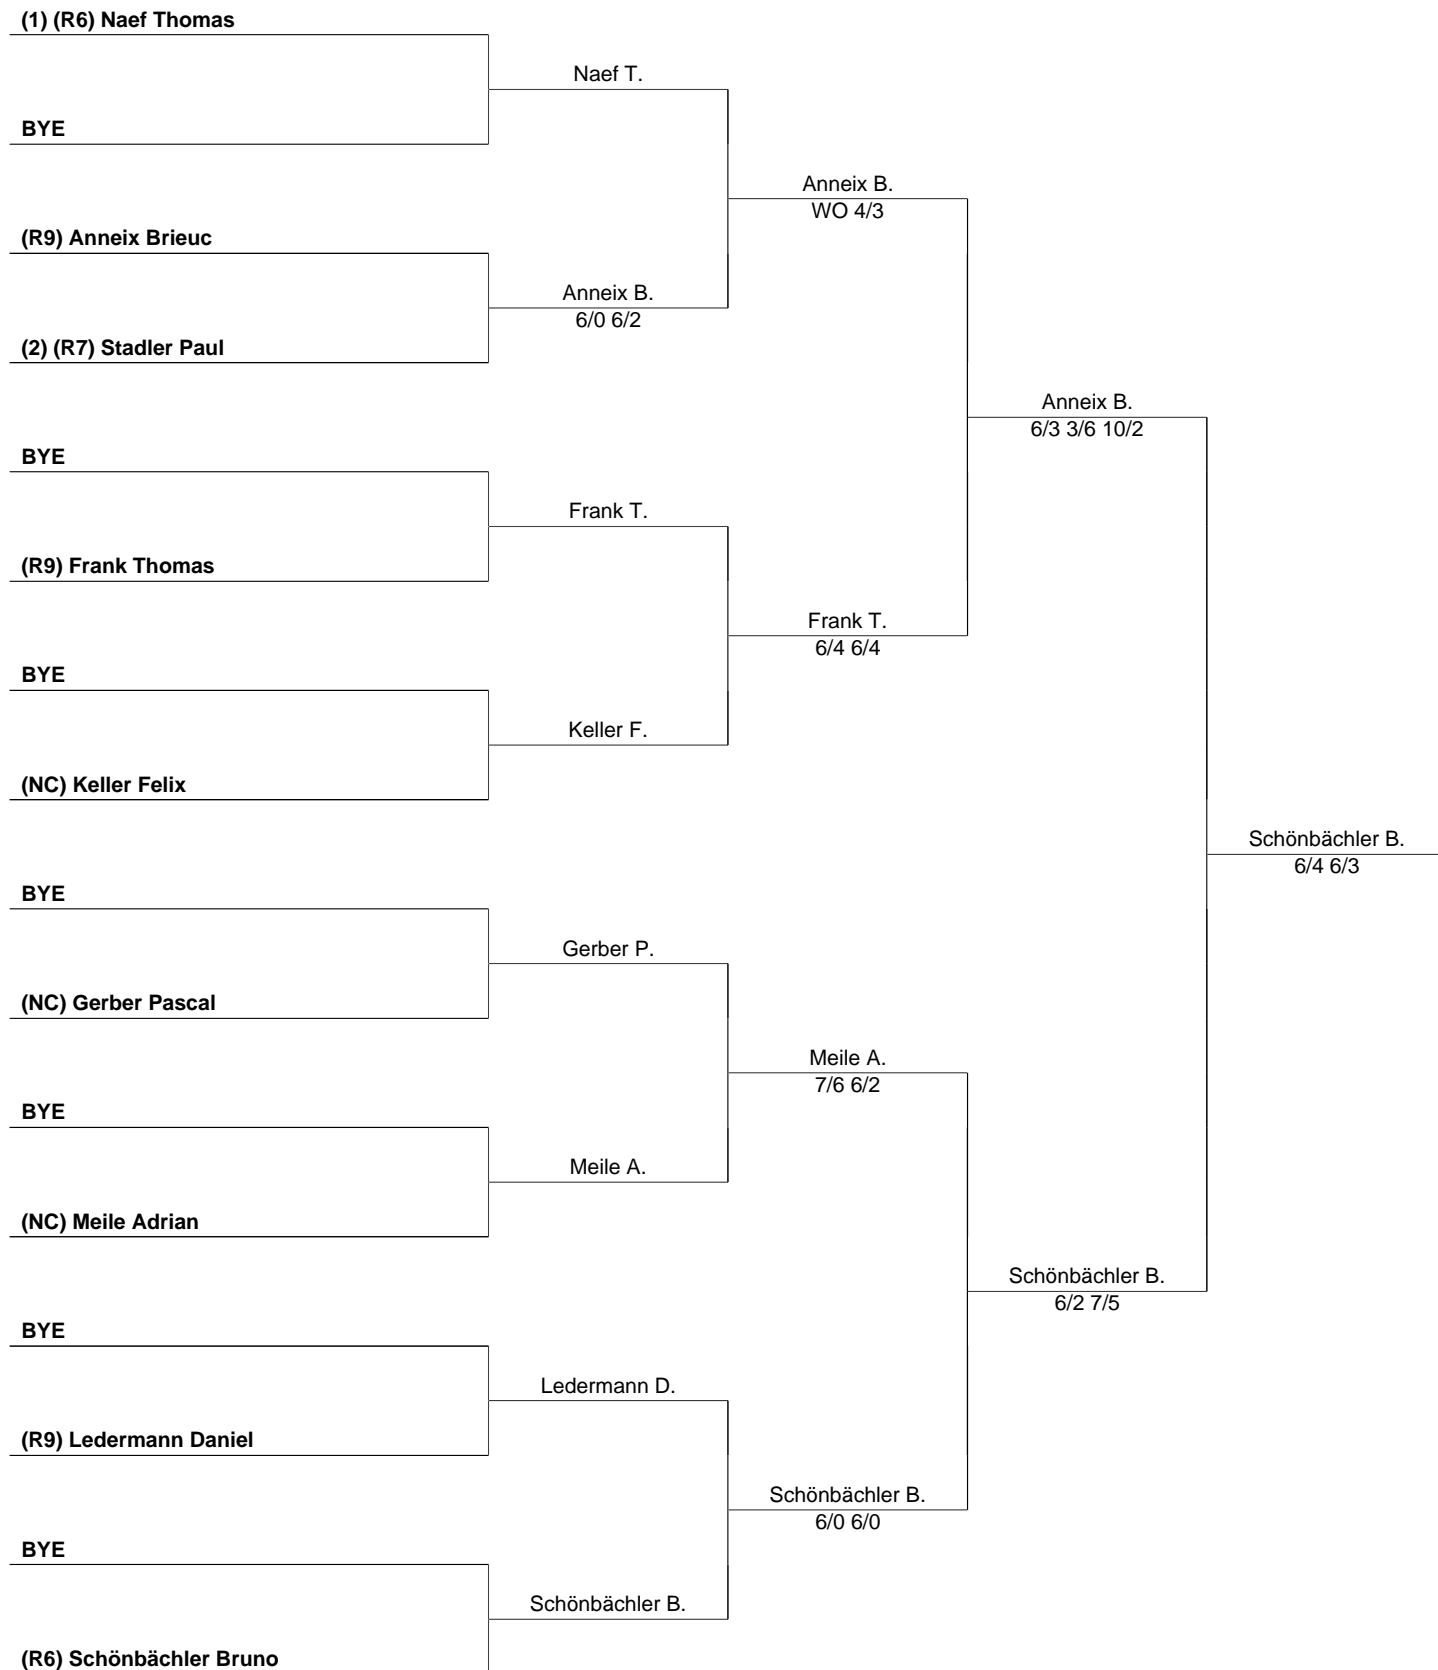 (1) (R6) Naef Thomas
Naef T.
BYE
Anneix B.
WO 4/3
(R9) Anneix Brieuc
Anneix B.
6/0 6/2
(2) (R7) Stadler Paul
Anneix B.
6/3 3/6 10/2
BYE
Frank T.
(R9) Frank Thomas
Frank T.
6/4 6/4
BYE
Keller F.
(NC) Keller Felix
Schönbächler B.
6/4 6/3
BYE
Gerber P.
(NC) Gerber Pascal
Meile A.
7/6 6/2
BYE
Meile A.
(NC) Meile Adrian
Schönbächler B.
6/2 7/5
BYE
Ledermann D.
(R9) Ledermann Daniel
Schönbächler B.
6/0 6/0
BYE
Schönbächler B.
(R6) Schönbächler Bruno